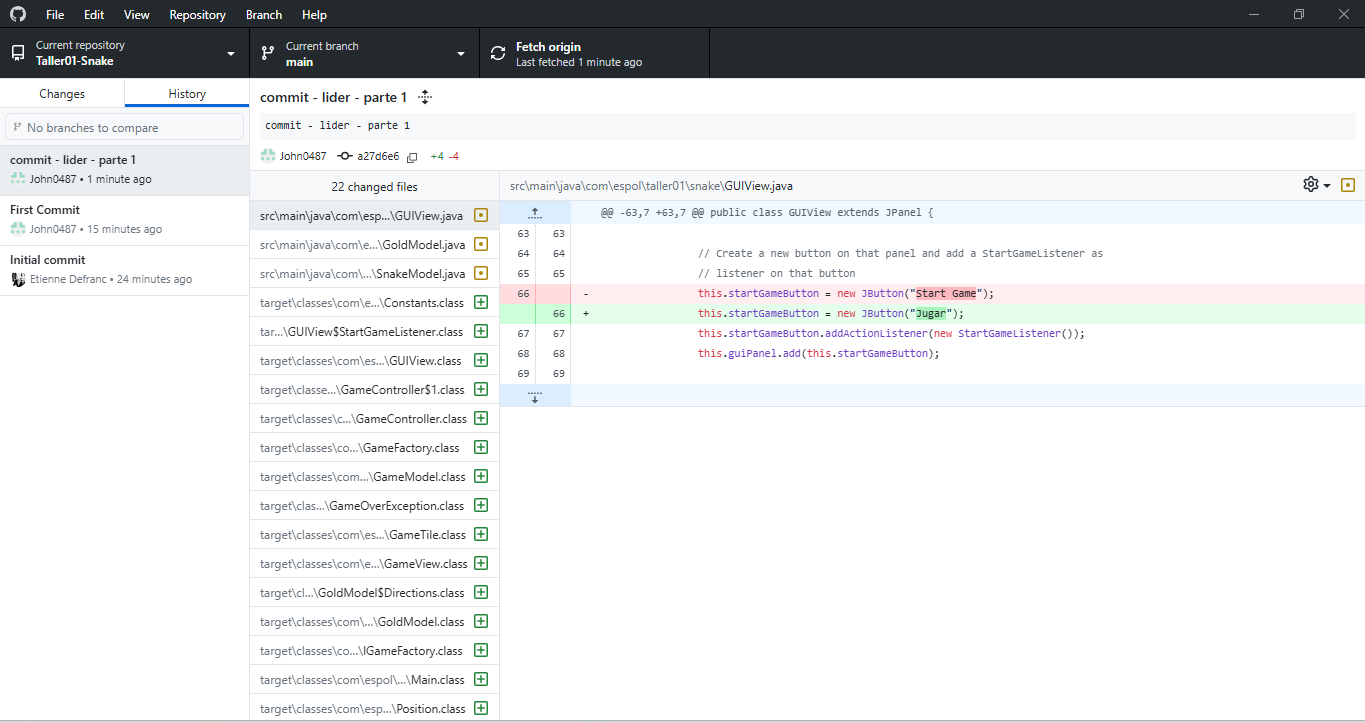 File Edit View Repository Branch Help
Current repository
Taller01-Snake
Current branch
main
Fetch origin
Last fetched 1 minute ago
Changes History
No branches to compare
commit - lider - parte 1
John0487 • 1 minute ago
First Commit
John0487 • 15 minutes ago
Initial commit
Etienne Defranc • 24 minutes ago
commit - lider - parte 1
commit - lider - parte 1
John0487 a27d6e6 +4 -4
22 changed files
src\main\java\com\esp...\GUIView.java
src\main\java\com\e...\GoldModel.java
src\main\java\com\...\SnakeModel.java
target\classes\com\e...\Constants.class
tar...\GUIView$StartGameListener.class
target\classes\com\es...\GUIView.class
target\classe...\GameController$1.class
target\classes\c...\GameController.class
target\classes\co...\GameFactory.class
target\classes\com...\GameModel.class
target\clas...\GameOverException.class
target\classes\com\es...\GameTile.class
target\classes\com\e...\GameView.class
target\cl...\GoldModel$Directions.class
target\classes\com\...\GoldModel.class
target\classes\co...\IGameFactory.class
target\classes\com\espol\...\Main.class
target\classes\com\esp...\Position.class
src\main\java\com\espol\taller01\snake\GUIView.java
@@ -63,7 +63,7 @@ public class GUIView extends JPanel {
63 63
64 64 // Create a new button on that panel and add a StartGameListener as
65 65 // listener on that button
66 - this.startGameButton = new JButton("Start Game");
66 + this.startGameButton = new JButton("Jugar");
67 67 this.startGameButton.addActionListener(new StartGameListener());
68 68 this.guiPanel.add(this.startGameButton);
69 69